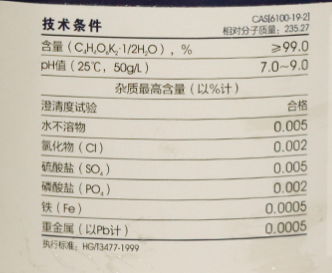 CAS[6100-19-2]
技术条件 相对分子质量：235.27
含量（C₄H₄O₆K₂·1/2H₂O），% ≥99.0
pH值（25℃，50g/L） 7.0~9.0
杂质最高含量（以%计）
澄清度试验 合格
水不溶物 0.005
氯化物（Cl） 0.002
硫酸盐（SO₄） 0.005
磷酸盐（PO₄） 0.002
铁（Fe） 0.0005
重金属（以Pb计） 0.0005
执行标准：HG/T3477-1999